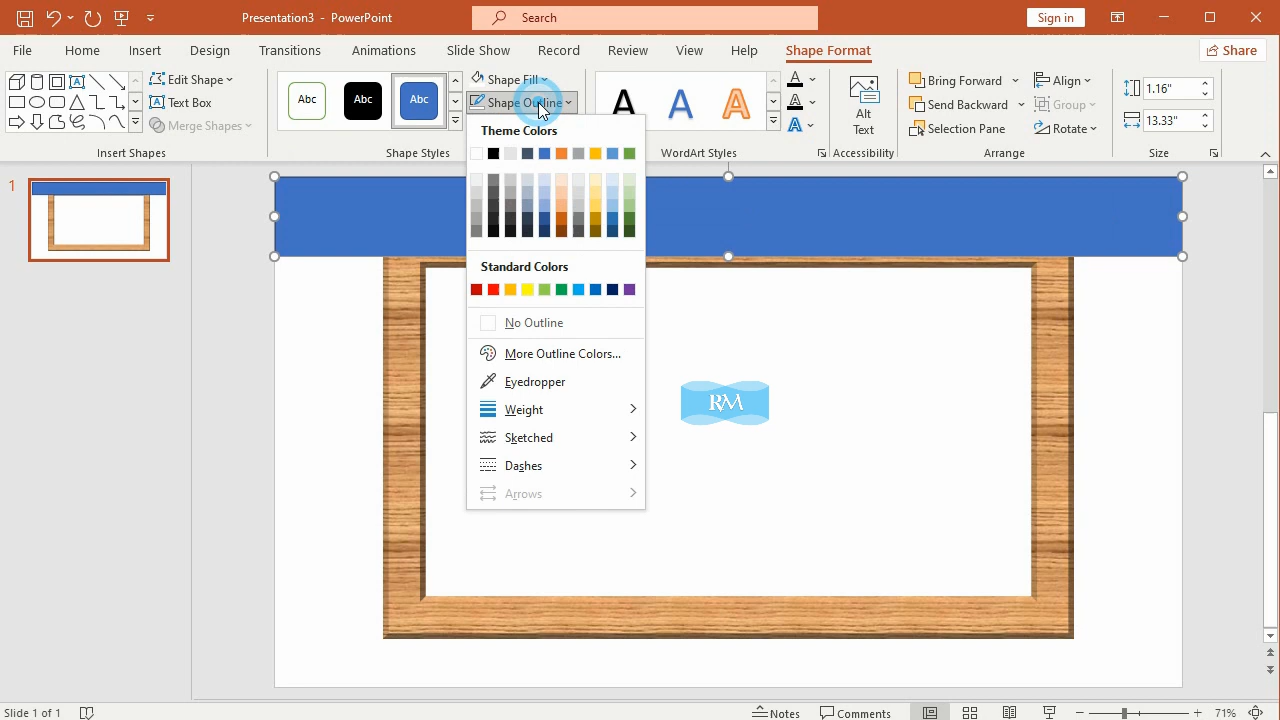 Presentation3 - PowerPoint
Search
Sign in
File Home Insert Design Transitions Animations Slide Show Record Review View Help Shape Format Share
Edit Shape
Text Box
Merge Shapes
Insert Shapes
Abc Abc Abc
Shape Styles
Shape Fill
Shape Outline
A A A
WordArt Styles
A
A
A
Alt
Text
Accessibility
Bring Forward
Send Backward
Selection Pane
Align
Group
Rotate
Arrange
1.16"
13.33"
Size
Theme Colors
Standard Colors
No Outline
More Outline Colors...
Eyedropper
Weight
Sketched
Dashes
Arrows
1
RM
Slide 1 of 1
Notes
Comments
71%